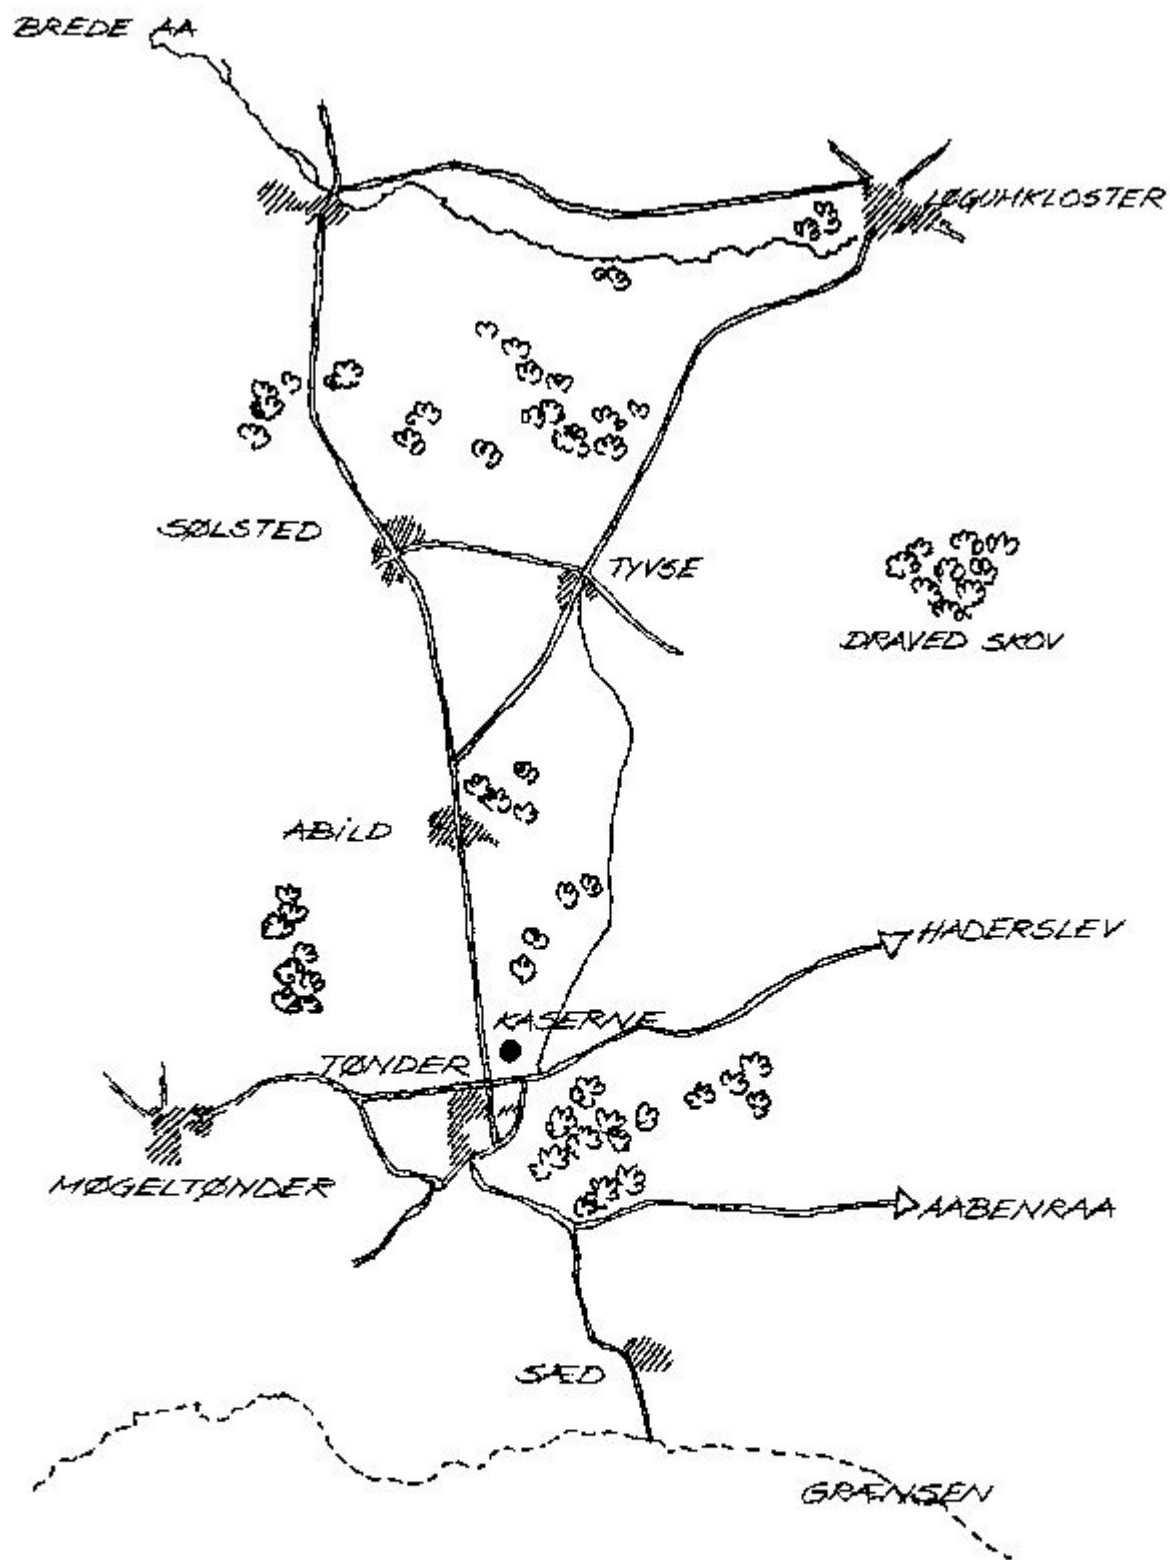 BREDE AA
LØGUMKLOSTER
SØLSTED
TYVSE
DRAVED SKOV
ABiLD
HADERSLEV
KASERNE
TØNDER
MØGELTØNDER
AABENRAA
SÆD
GRÆNSEN